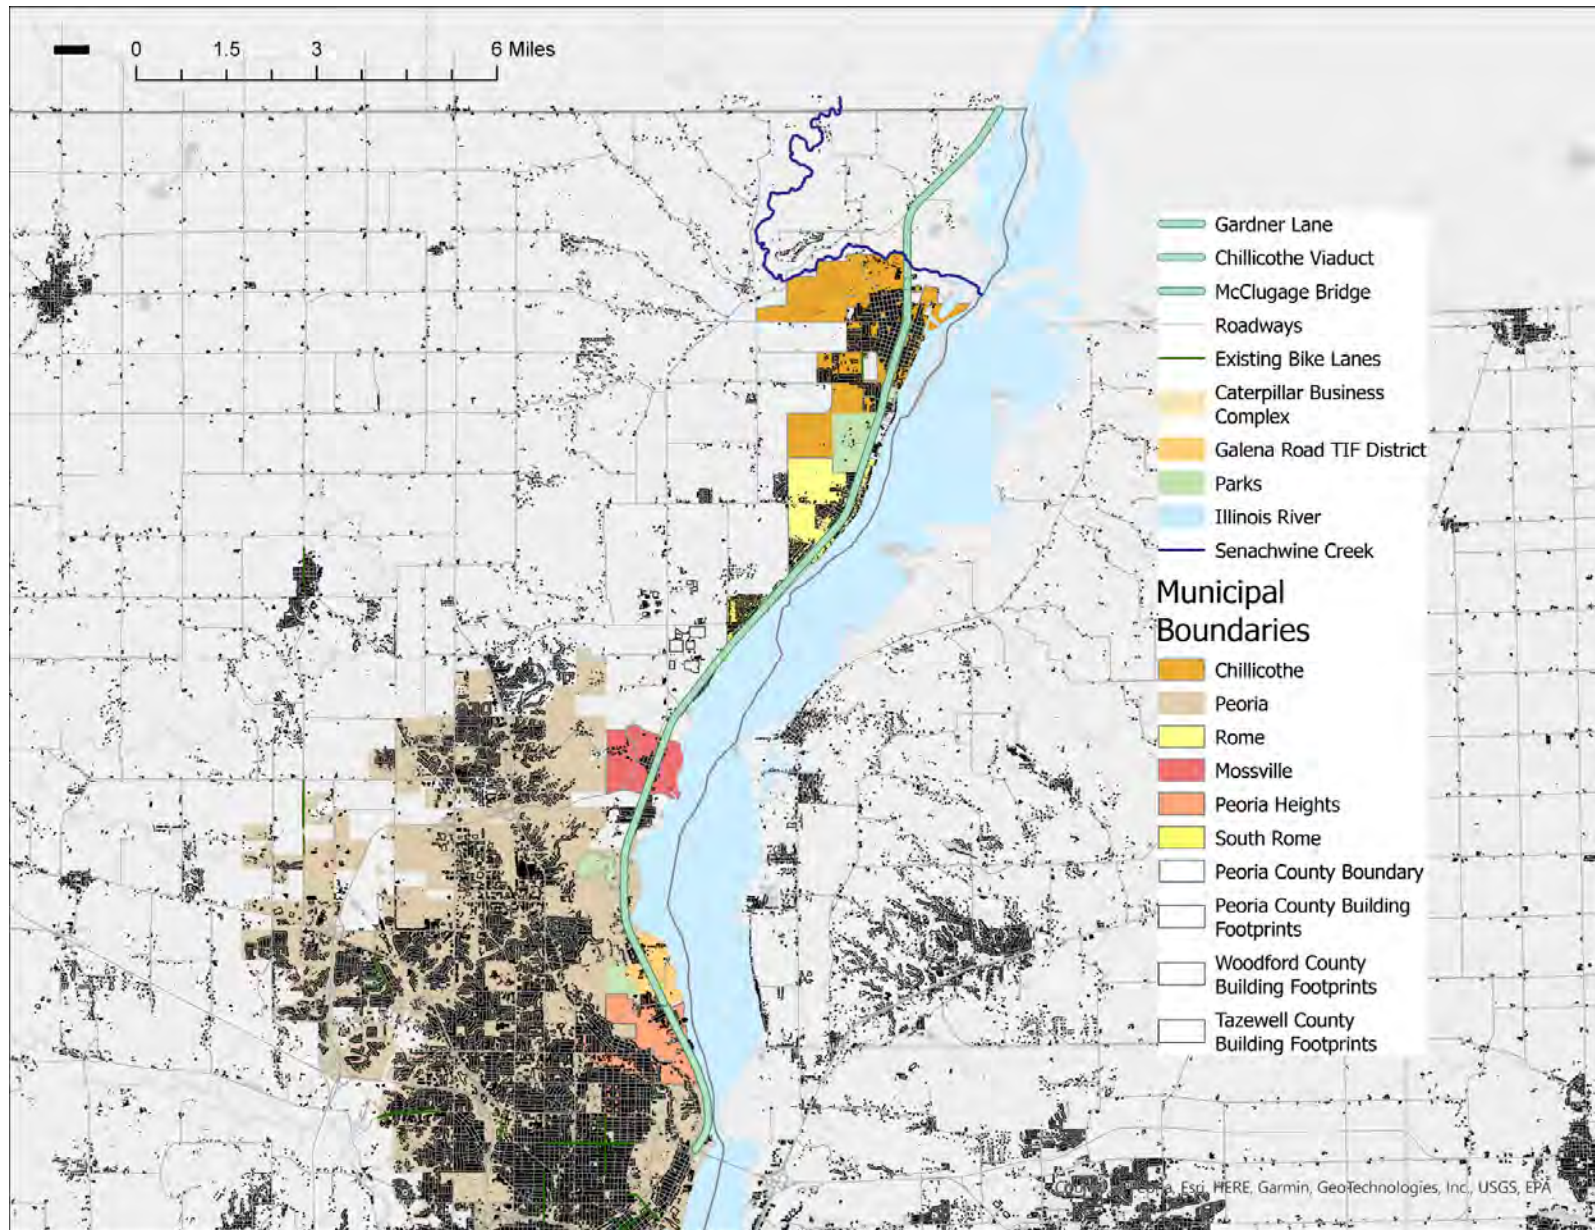 0 1.5 3 6 Miles
Gardner Lane
Chillicothe Viaduct
McClugage Bridge
Roadways
Existing Bike Lanes
Caterpillar Business
Complex
Galena Road TIF District
Parks
Illinois River
Senachwine Creek
Municipal
Boundaries
Chillicothe
Peoria
Rome
Mossville
Peoria Heights
South Rome
Peoria County Boundary
Peoria County Building
Footprints
Woodford County
Building Footprints
Tazewell County
Building Footprints
Esri, HERE, Garmin, GeoTechnologies, Inc., USGS, EPA